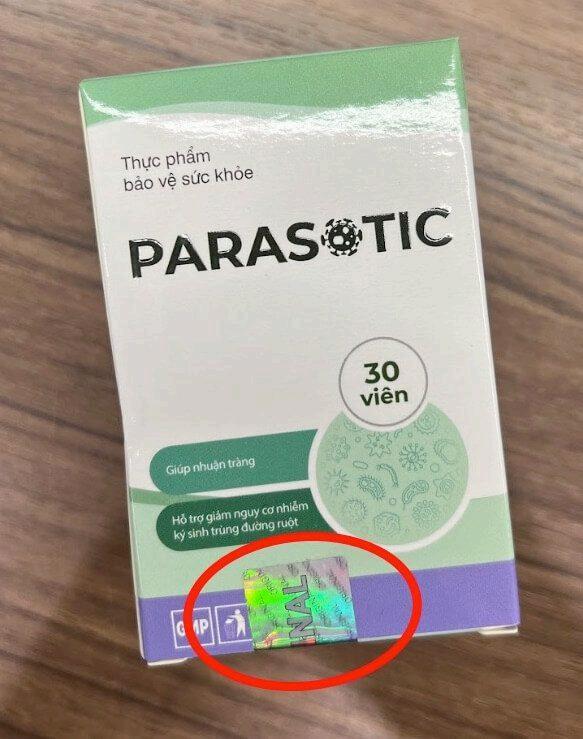 Thực phẩm
bảo vệ sức khỏe
PARASOTIC
30
viên
Giúp nhuận tràng
Hỗ trợ giảm nguy cơ nhiễm
ký sinh trùng đường ruột
GMP
INAL